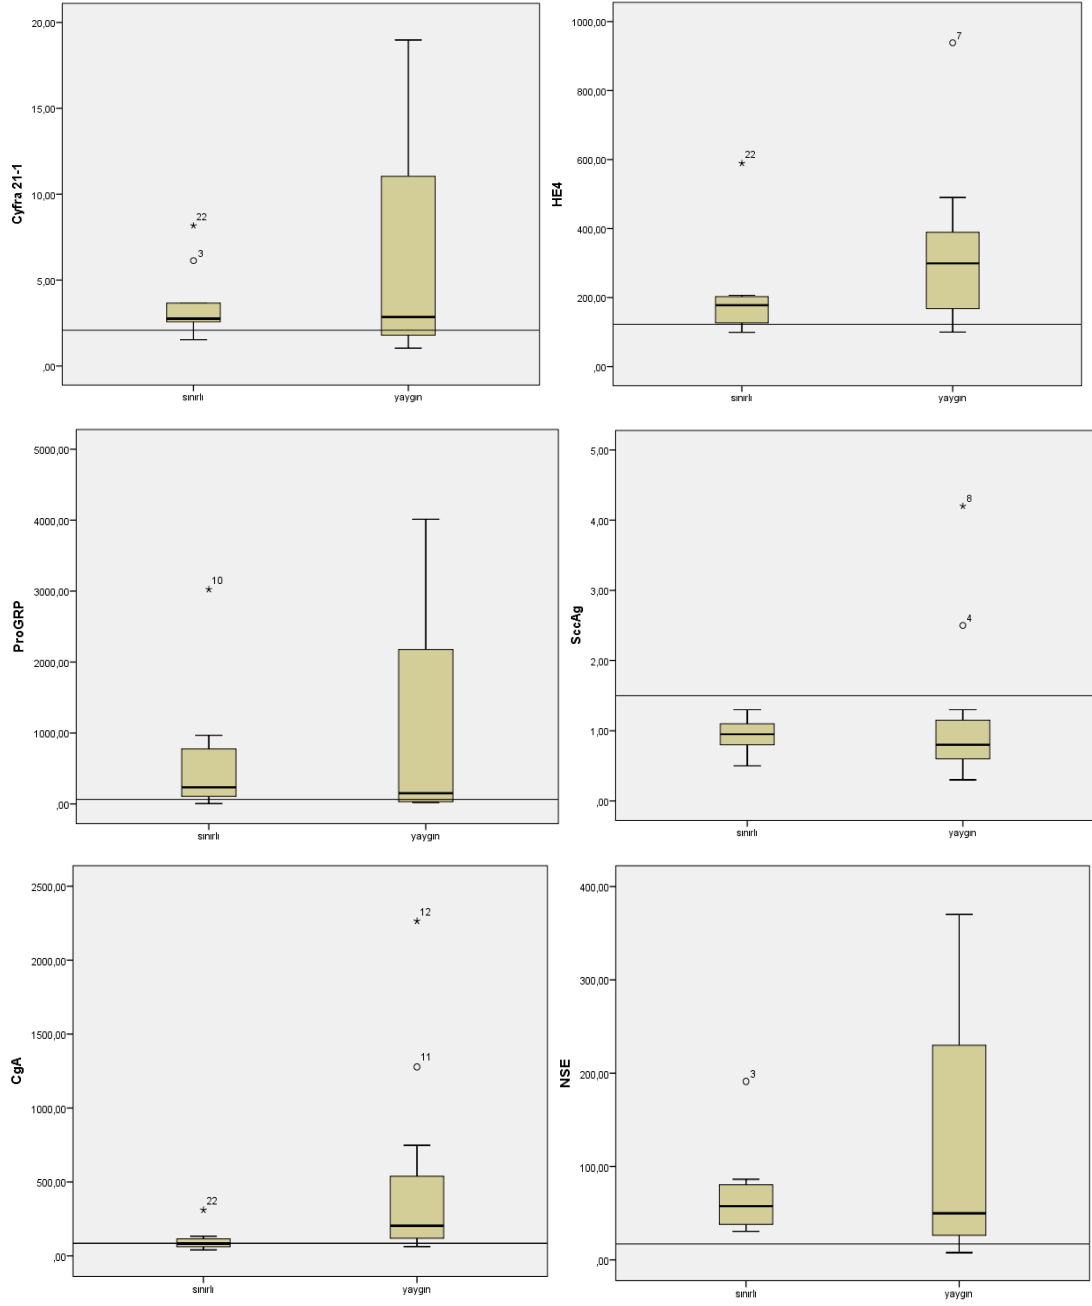 Cyfra 21-1
20,00
15,00
10,00
5,00
,00
22
3
sınırlı
yaygın
HE4
1000,00
800,00
600,00
400,00
200,00
,00
22
7
sınırlı
yaygın
ProGRP
5000,00
4000,00
3000,00
2000,00
1000,00
,00
10
sınırlı
yaygın
SccAg
5,00
4,00
3,00
2,00
1,00
,00
8
4
sınırlı
yaygın
CgA
2500,00
2000,00
1500,00
1000,00
500,00
,00
22
12
11
sınırlı
yaygın
NSE
400,00
300,00
200,00
100,00
,00
3
sınırlı
yaygın